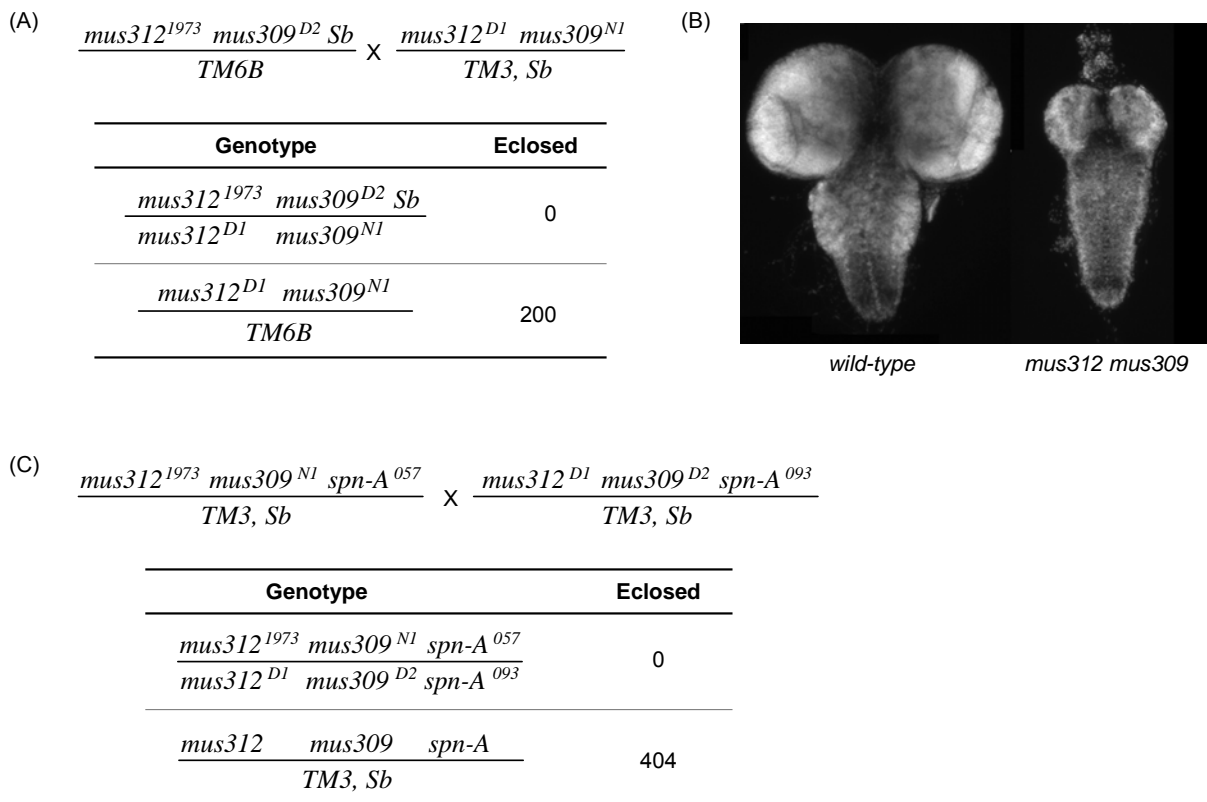 (A)
mus312^1973 mus309^D2 Sb
TM6B
X
mus312^D1 mus309^N1
TM3, Sb
Genotype Eclosed
mus312^1973 mus309^D2 Sb
mus312^D1 mus309^N1
0
mus312^D1 mus309^N1
TM6B
200
(B)
wild-type mus312 mus309
(C)
mus312^1973 mus309^N1 spn-A^057
TM3, Sb
X
mus312^D1 mus309^D2 spn-A^093
TM3, Sb
Genotype Eclosed
mus312^1973 mus309^N1 spn-A^057
mus312^D1 mus309^D2 spn-A^093
0
mus312 mus309 spn-A
TM3, Sb
404